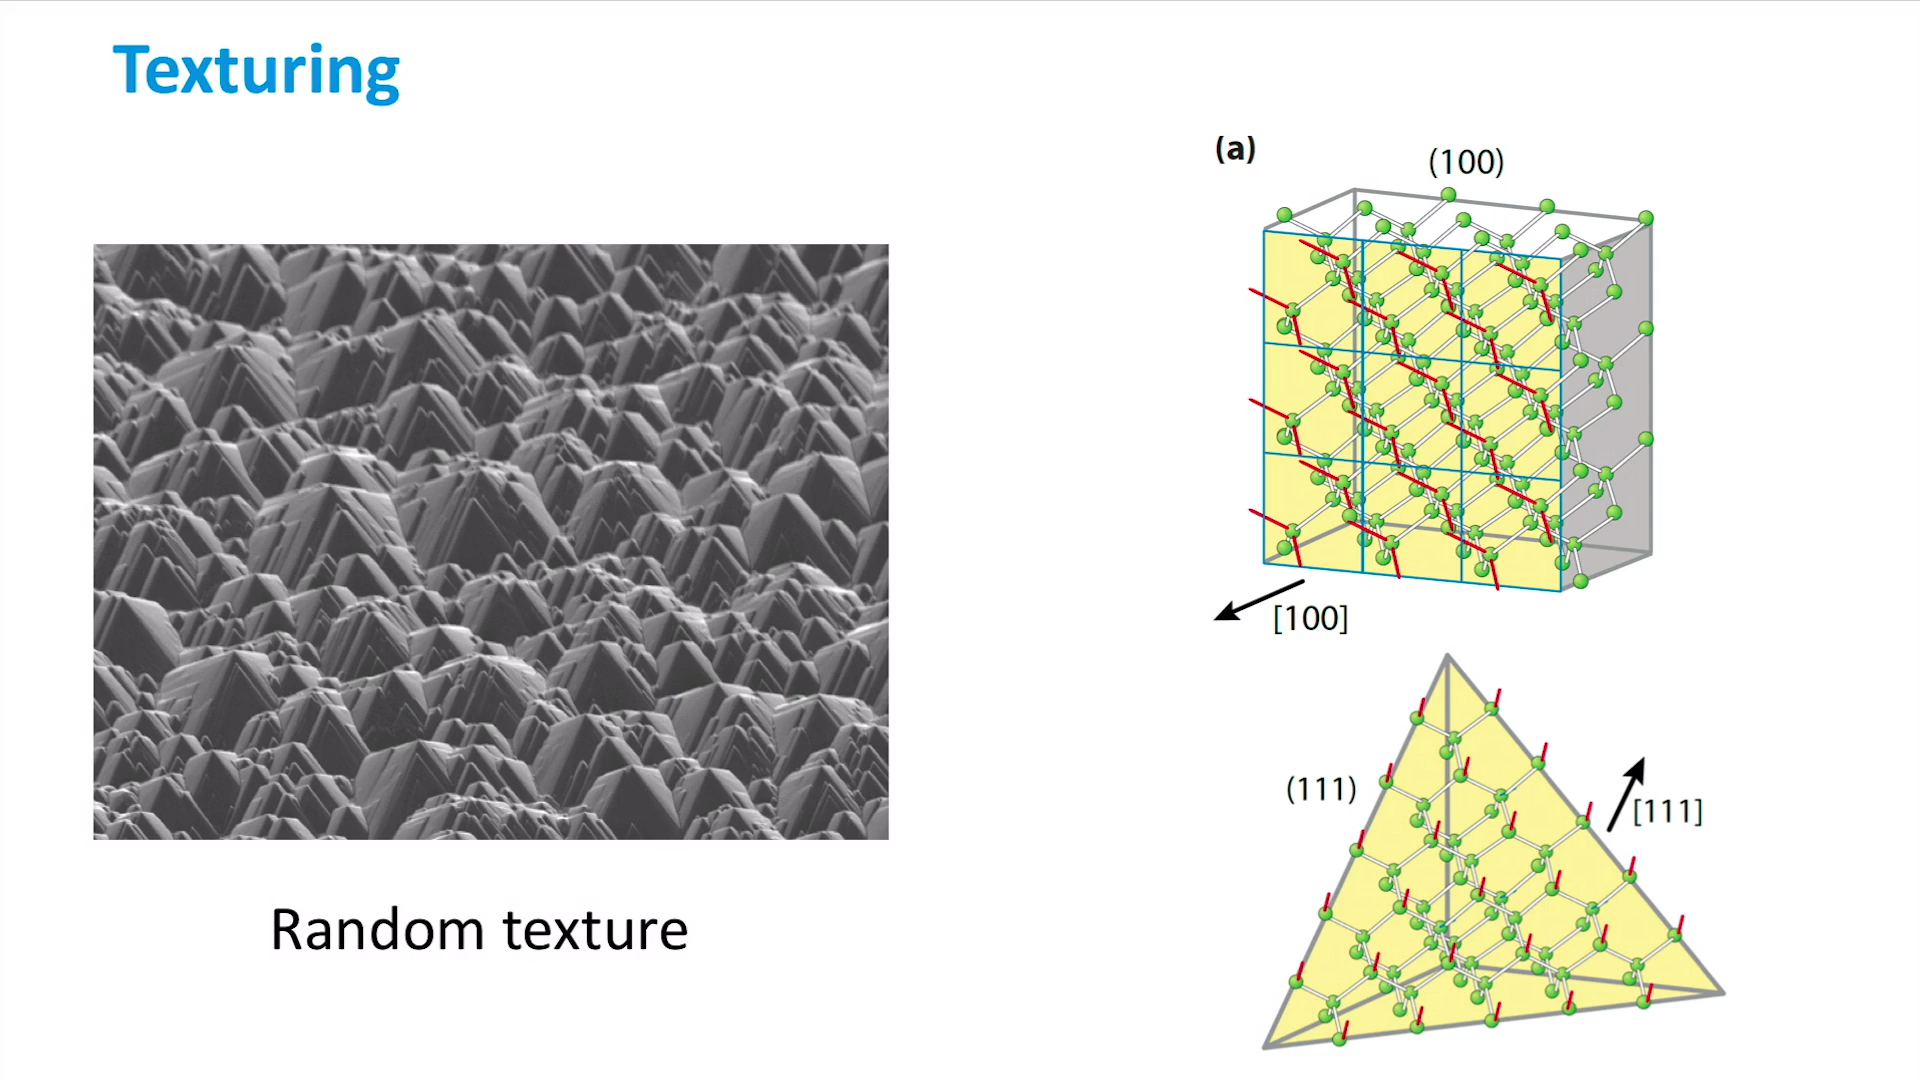 Texturing
(a)
(100)
[100]
(111)
[111]
Random texture